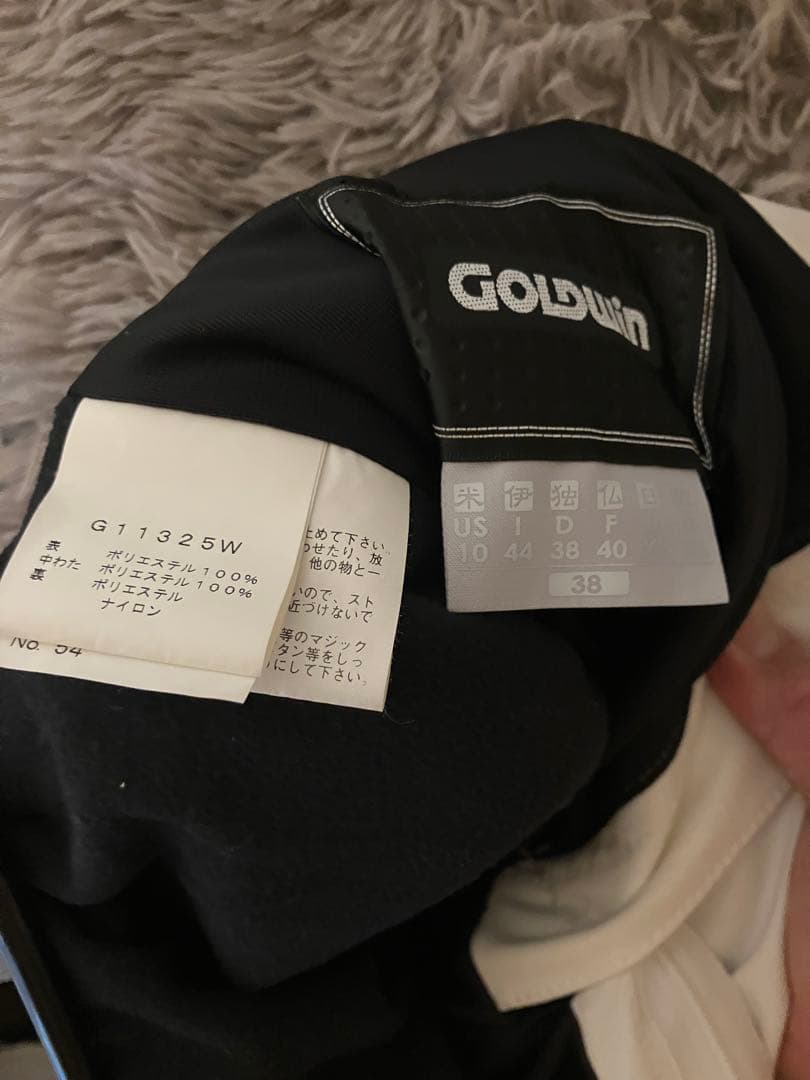 GOLDWIN
米 伊 独 仏
US I D F
10 44 38 40
38
G11325W
表 ポリエステル100%
中わた ポリエステル100%
裏 ポリエステル
ナイロン
No. 54
止めて下さい。
わせたり、放
他の物と一
いので、スト
近づけないで
等のマジック
タン等をしっ
にして下さい。